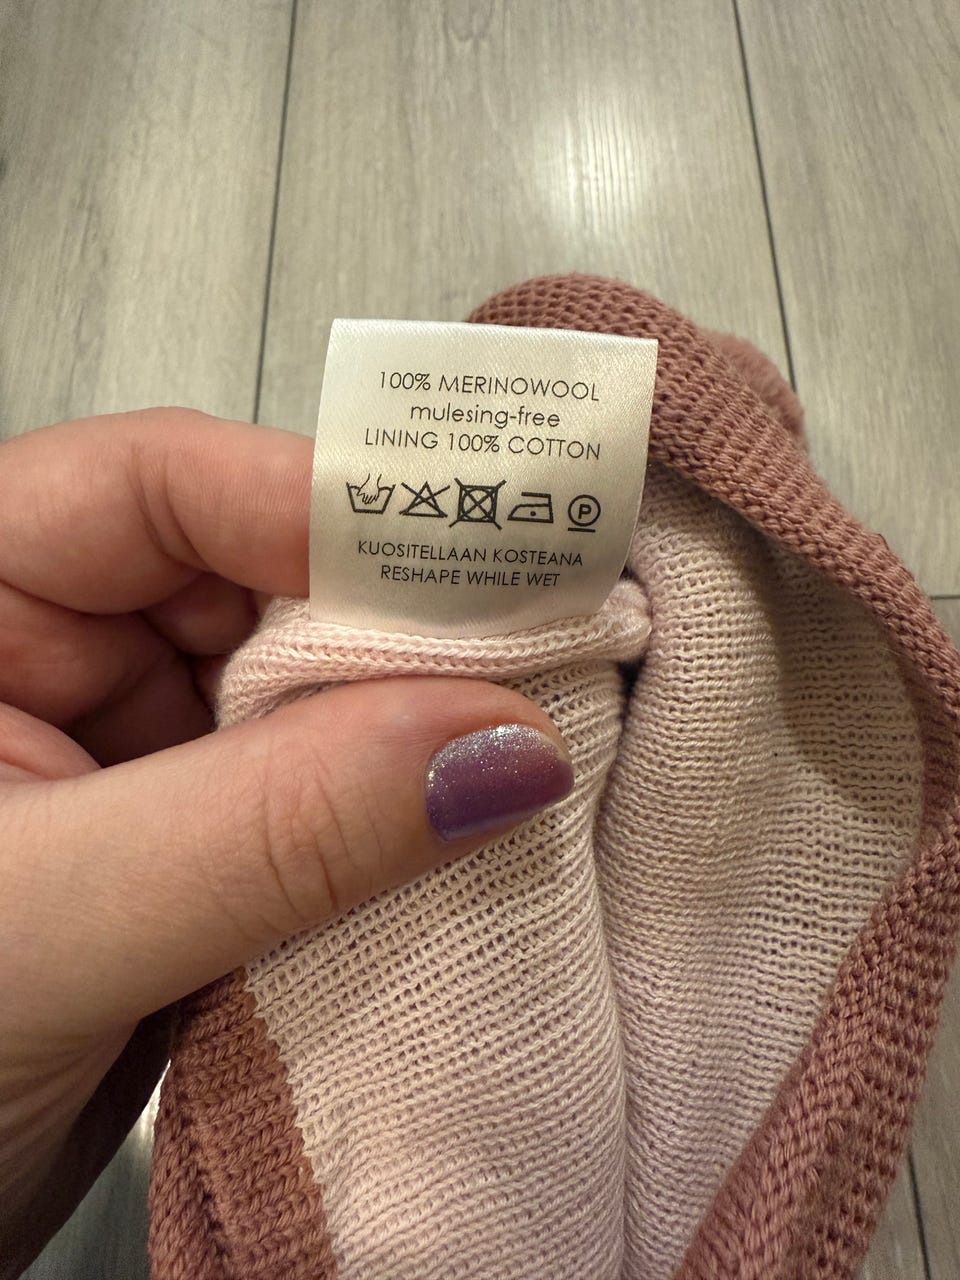 100% MERINOWOOL
mulesing-free
LINING 100% COTTON
P
KUOSITELLAAN KOSTEANA
RESHAPE WHILE WET